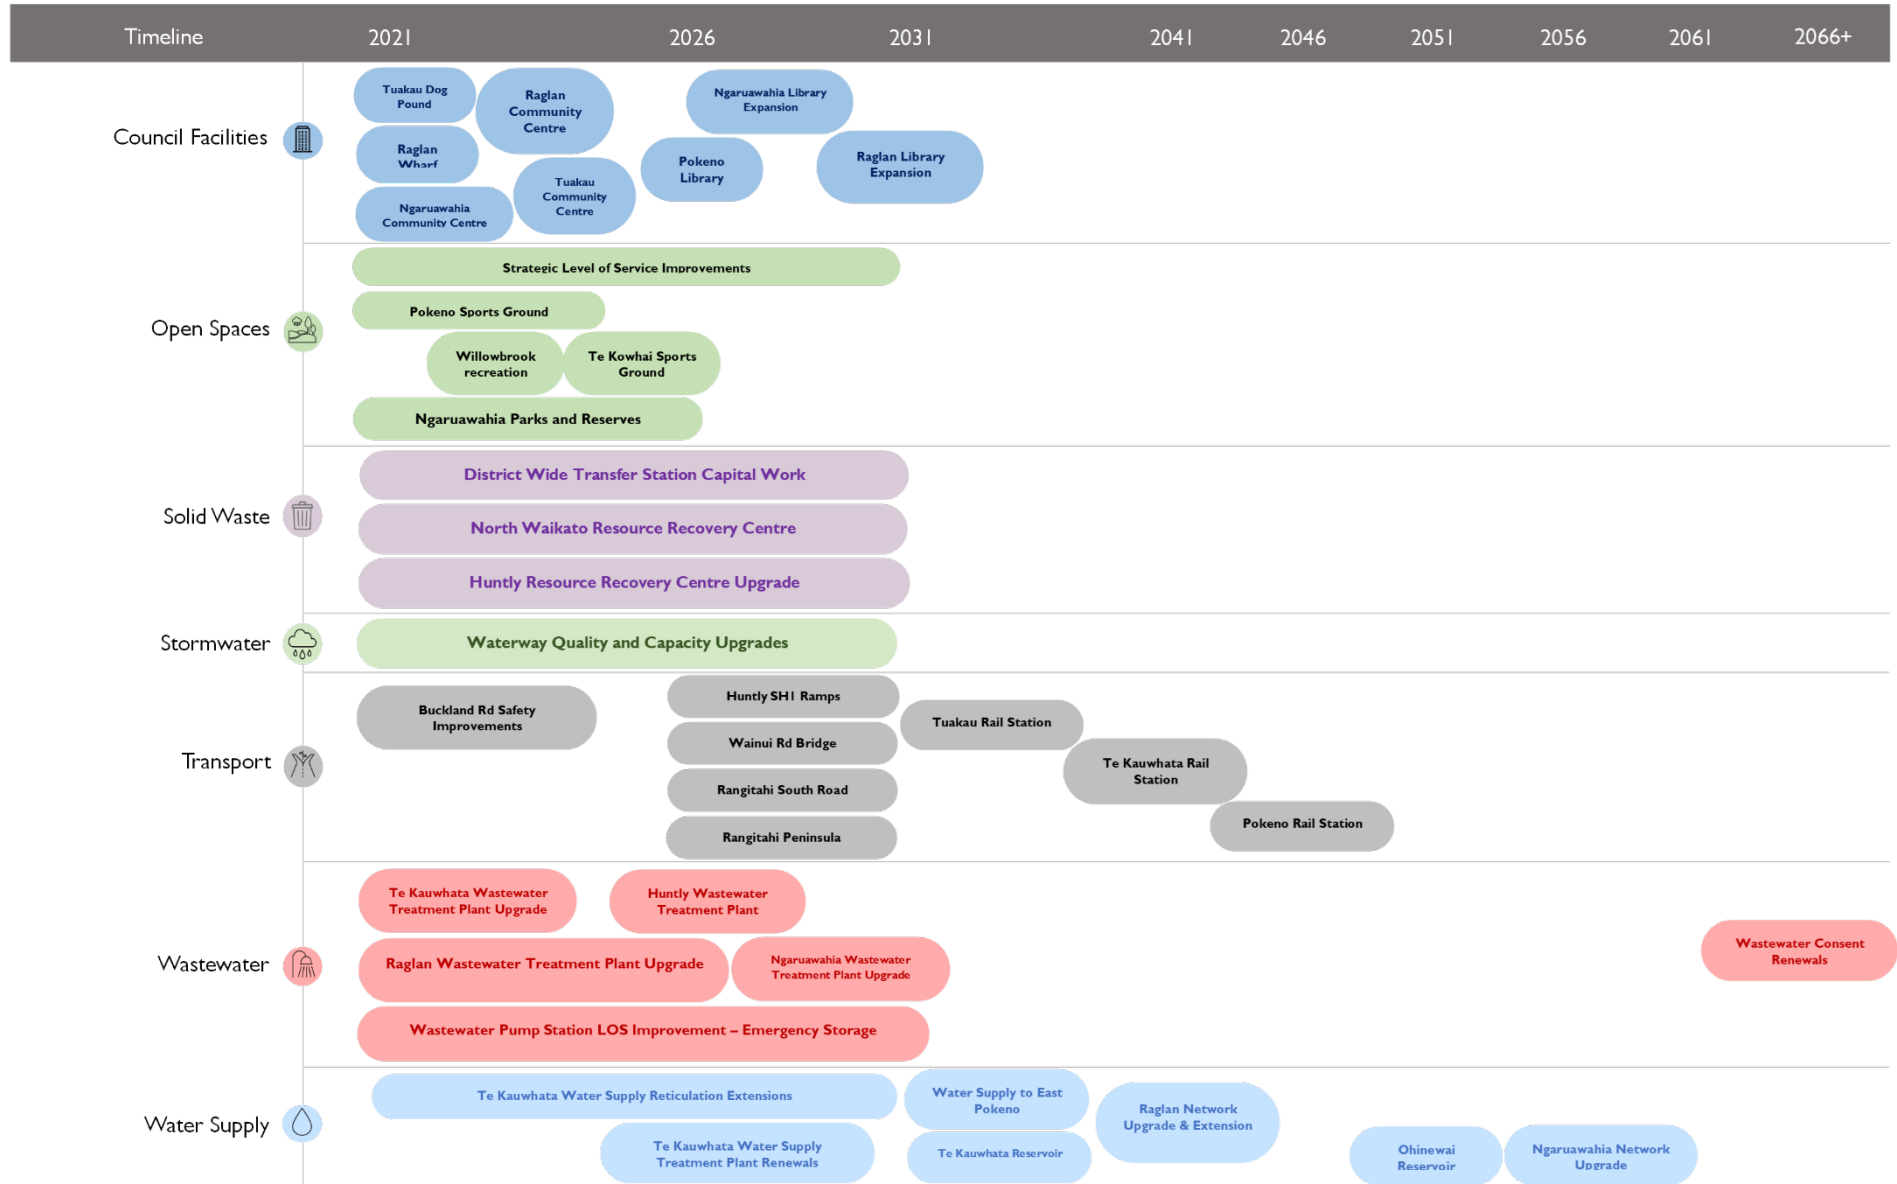 Timeline 2021 2026 2031 2041 2046 2051 2056 2061 2066+
Council Facilities
Tuakau Dog
Pound
Raglan
Wharf
Ngaruawahia
Community Centre
Raglan
Community
Centre
Tuakau
Community
Centre
Pokeno
Library
Ngaruawahia Library
Expansion
Raglan Library
Expansion
Open Spaces
Strategic Level of Service Improvements
Pokeno Sports Ground
Willowbrook
recreation
Te Kowhai Sports
Ground
Ngaruawahia Parks and Reserves
Solid Waste
District Wide Transfer Station Capital Work
North Waikato Resource Recovery Centre
Huntly Resource Recovery Centre Upgrade
Stormwater
Waterway Quality and Capacity Upgrades
Transport
Buckland Rd Safety
Improvements
Huntly SH1 Ramps
Wainui Rd Bridge
Rangitahi South Road
Rangitahi Peninsula
Tuakau Rail Station
Te Kauwhata Rail
Station
Pokeno Rail Station
Wastewater
Te Kauwhata Wastewater
Treatment Plant Upgrade
Huntly Wastewater
Treatment Plant
Raglan Wastewater Treatment Plant Upgrade
Ngaruawahia Wastewater
Treatment Plant Upgrade
Wastewater Pump Station LOS Improvement – Emergency Storage
Wastewater Consent
Renewals
Water Supply
Te Kauwhata Water Supply Reticulation Extensions
Te Kauwhata Water Supply
Treatment Plant Renewals
Water Supply to East
Pokeno
Te Kauwhata Reservoir
Raglan Network
Upgrade & Extension
Ohinewai
Reservoir
Ngaruawahia Network
Upgrade